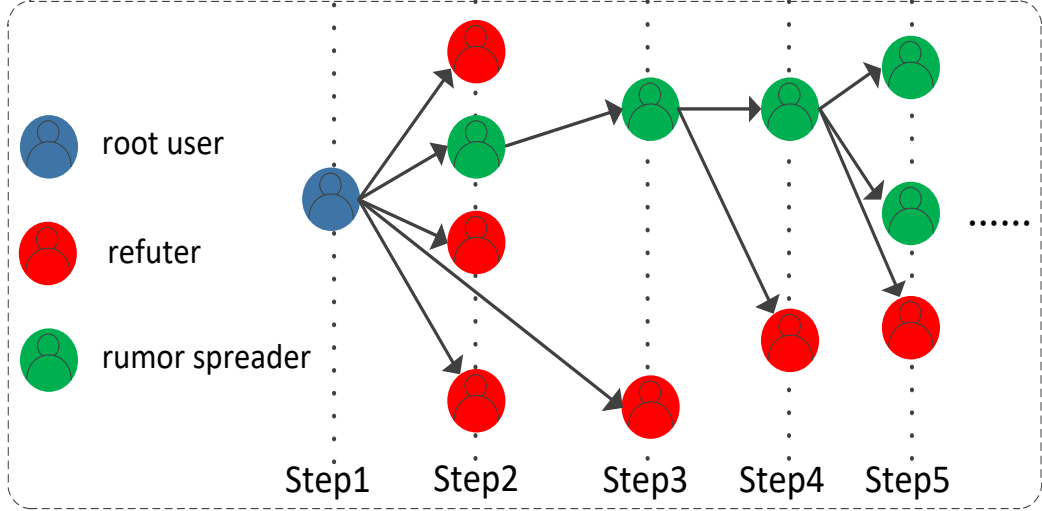 root user
refuter
rumor spreader
......
Step1 Step2 Step3 Step4 Step5